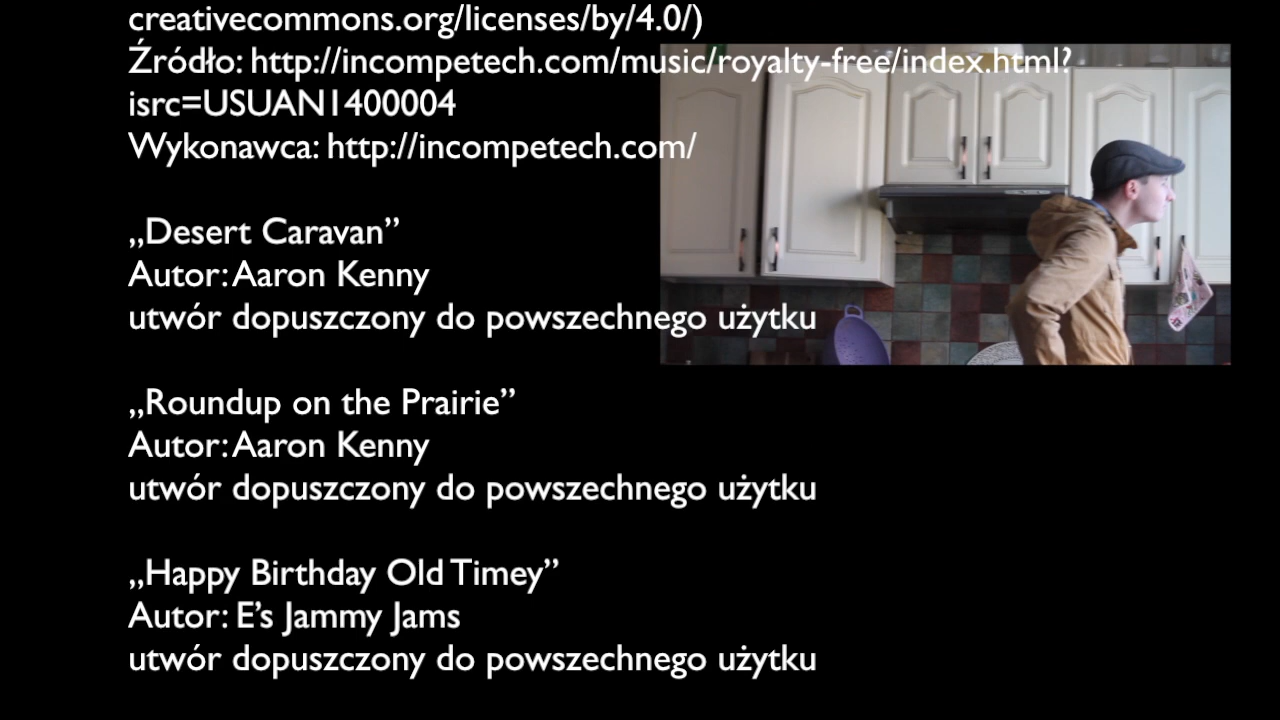 creativecommons.org/licenses/by/4.0/)
Źródło: http://incompetech.com/music/royalty-free/index.html?
isrc=USUAN1400004
Wykonawca: http://incompetech.com/
„Desert Caravan”
Autor: Aaron Kenny
utwór dopuszczony do powszechnego użytku
„Roundup on the Prairie”
Autor: Aaron Kenny
utwór dopuszczony do powszechnego użytku
„Happy Birthday Old Timey”
Autor: E’s Jammy Jams
utwór dopuszczony do powszechnego użytku